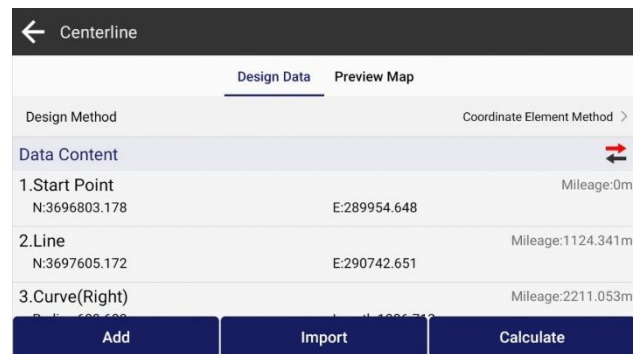 Centerline
Design Data Preview Map
Design Method Coordinate Element Method >
Data Content
1.Start Point Mileage:0m
N:3696803.178 E:289954.648
2.Line Mileage:1124.341m
N:3697605.172 E:290742.651
3.Curve(Right) Mileage:2211.053m
Add Import Calculate